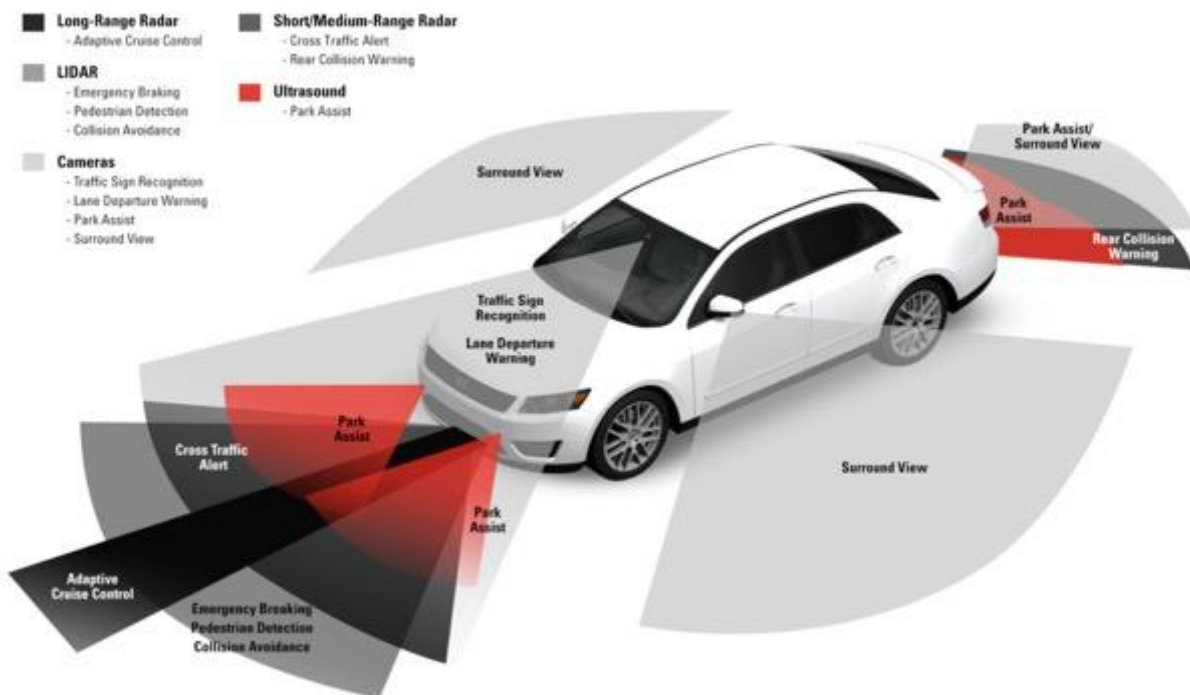 Long-Range Radar
- Adaptive Cruise Control
LIDAR
- Emergency Braking
- Pedestrian Detection
- Collision Avoidance
Cameras
- Traffic Sign Recognition
- Lane Departure Warning
- Park Assist
- Surround View
Short/Medium-Range Radar
- Cross Traffic Alert
- Rear Collision Warning
Ultrasound
- Park Assist
Surround View
Park Assist/
Surround View
Park
Assist
Rear Collision
Warning
Traffic Sign
Recognition
Lane Departure
Warning
Park
Assist
Cross Traffic
Alert
Surround View
Park
Assist
Adaptive
Cruise Control
Emergency Breaking
Pedestrian Detection
Collision Avoidance